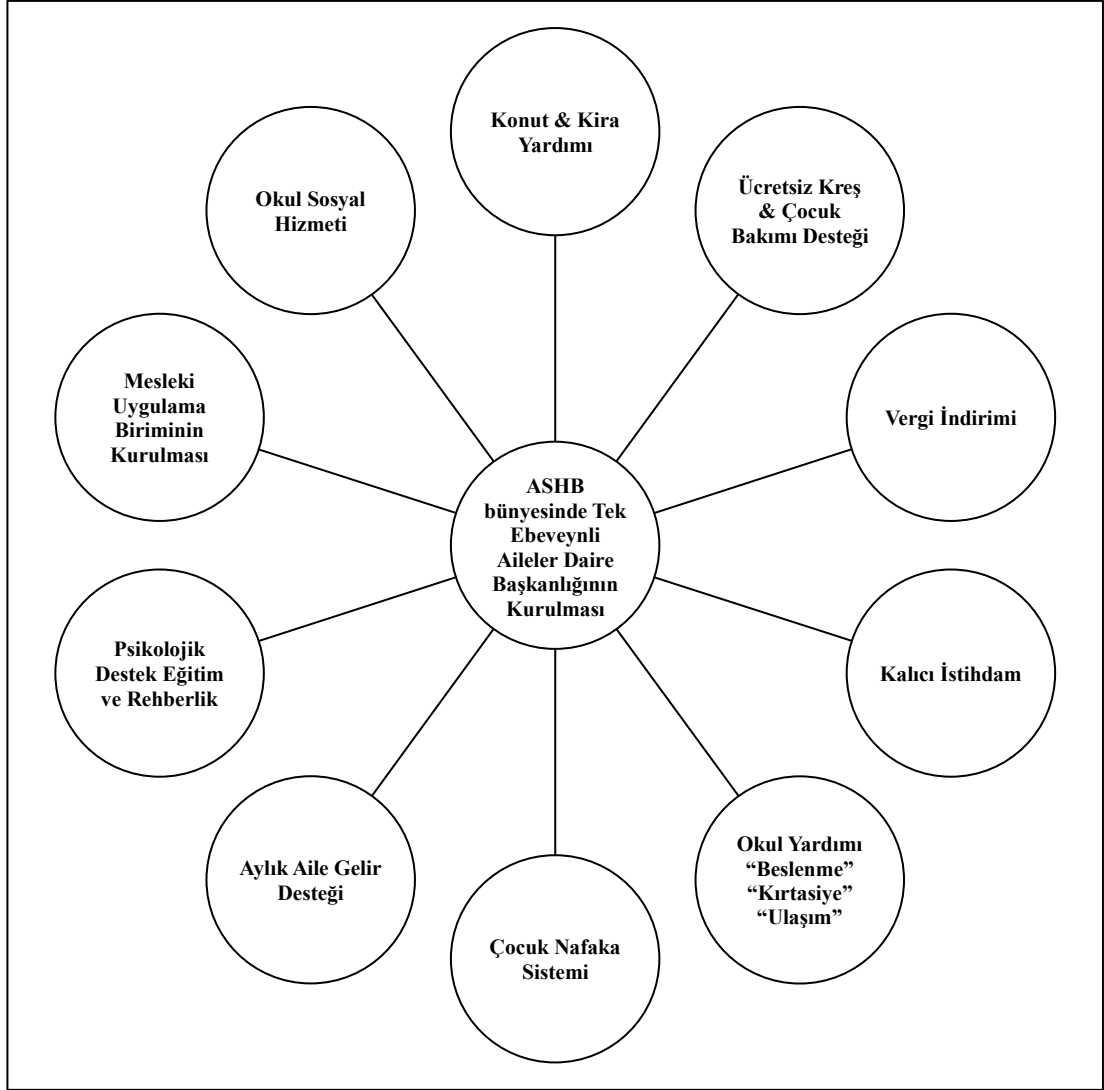 Konut & Kira
Yardımı
Ücretsiz Kreş
& Çocuk
Bakımı Desteği
Vergi İndirimi
Kalıcı İstihdam
Okul Yardımı
“Beslenme”
“Kırtasiye”
“Ulaşım”
Çocuk Nafaka
Sistemi
Aylık Aile Gelir
Desteği
Psikolojik
Destek Eğitim
ve Rehberlik
Mesleki
Uygulama
Biriminin
Kurulması
Okul Sosyal
Hizmeti
ASHB
bünyesinde Tek
Ebeveynli
Aileler Daire
Başkanlığının
Kurulması